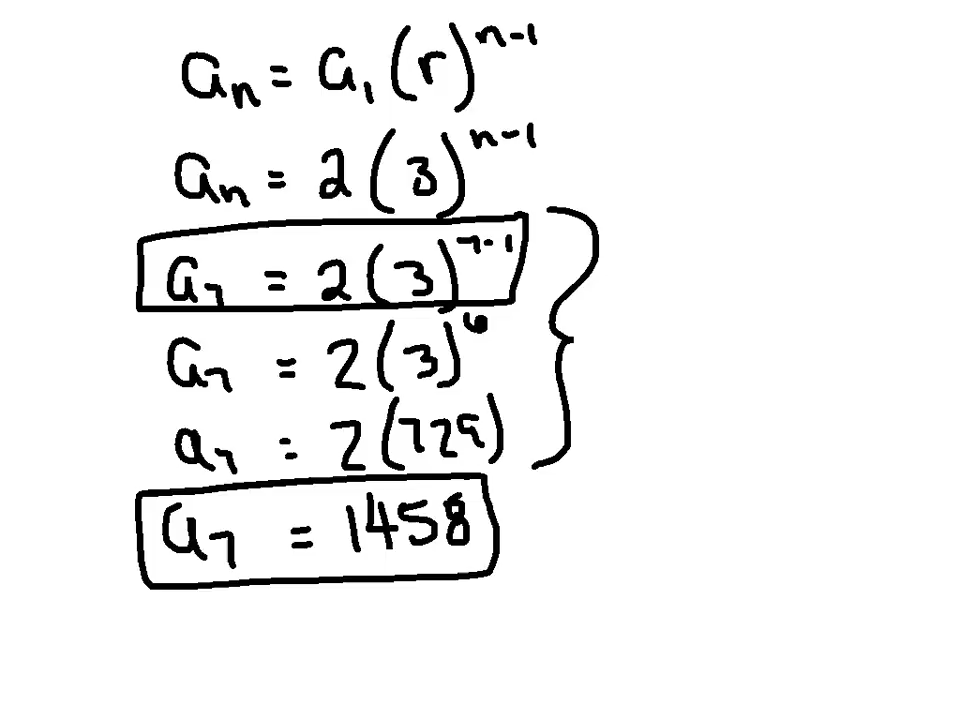 aₙ = a₁(r)ⁿ⁻¹
aₙ = 2(3)ⁿ⁻¹
a₇ = 2(3)⁷⁻¹
a₇ = 2(3)⁶
a₇ = 2(729)
a₇ = 1458